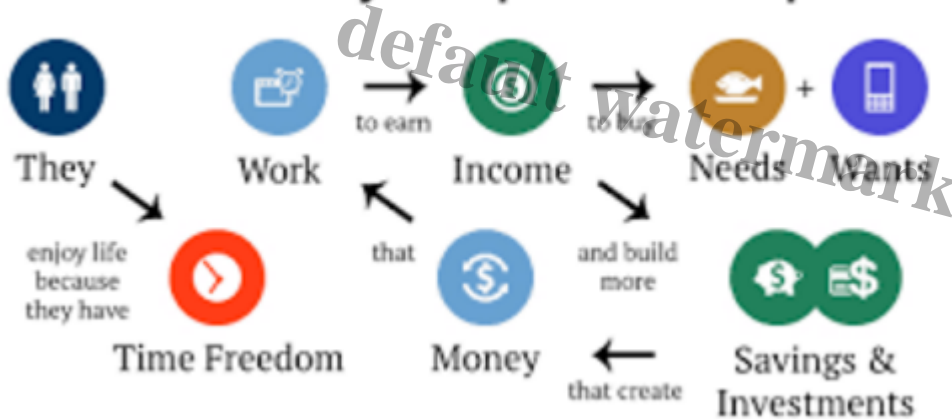 They
Work
to earn
Income
to buy
Needs
+
Wants
enjoy life
because
they have
Time Freedom
that
Money
and build
more
that create
Savings &
Investments
$
$
$
$
default watermark